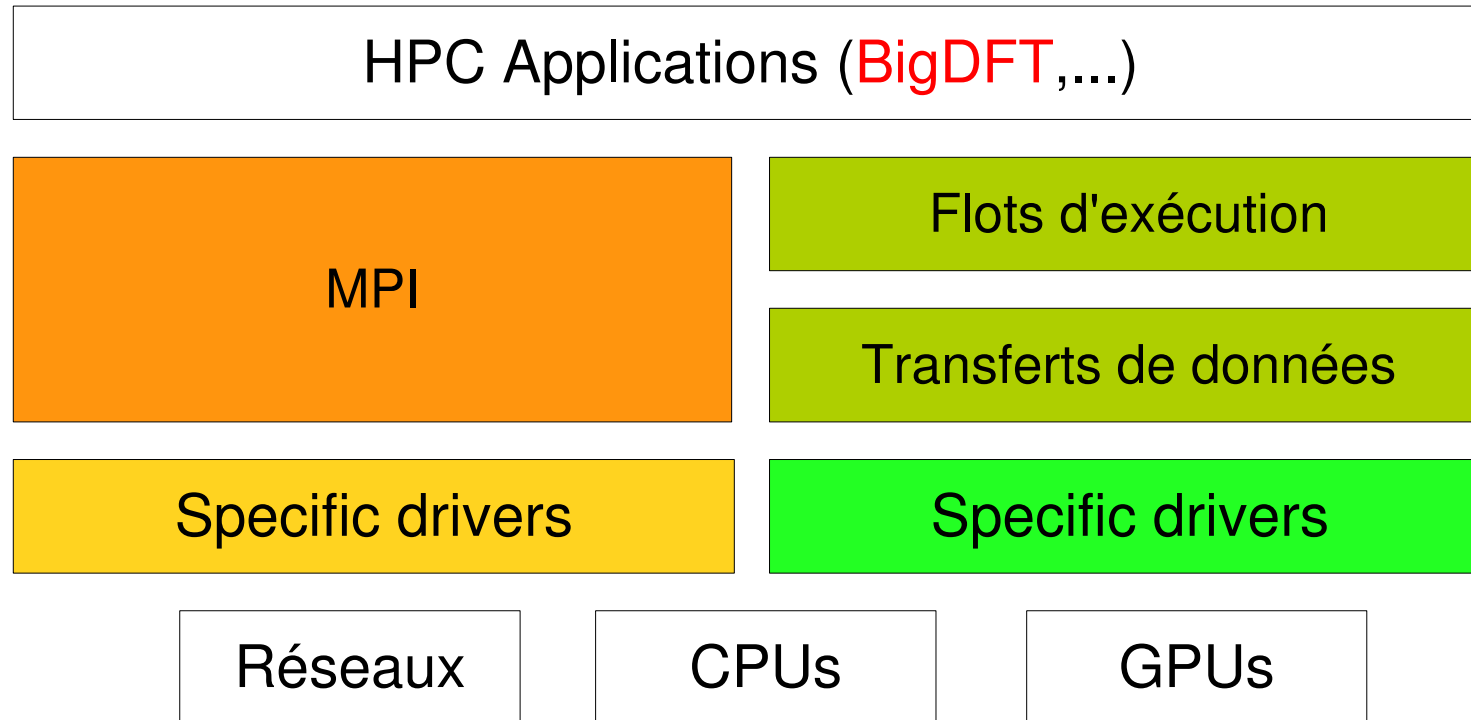 HPC Applications (BigDFT,...)
MPI
Flots d'exécution
Transferts de données
Specific drivers
Specific drivers
Réseaux
CPUs
GPUs